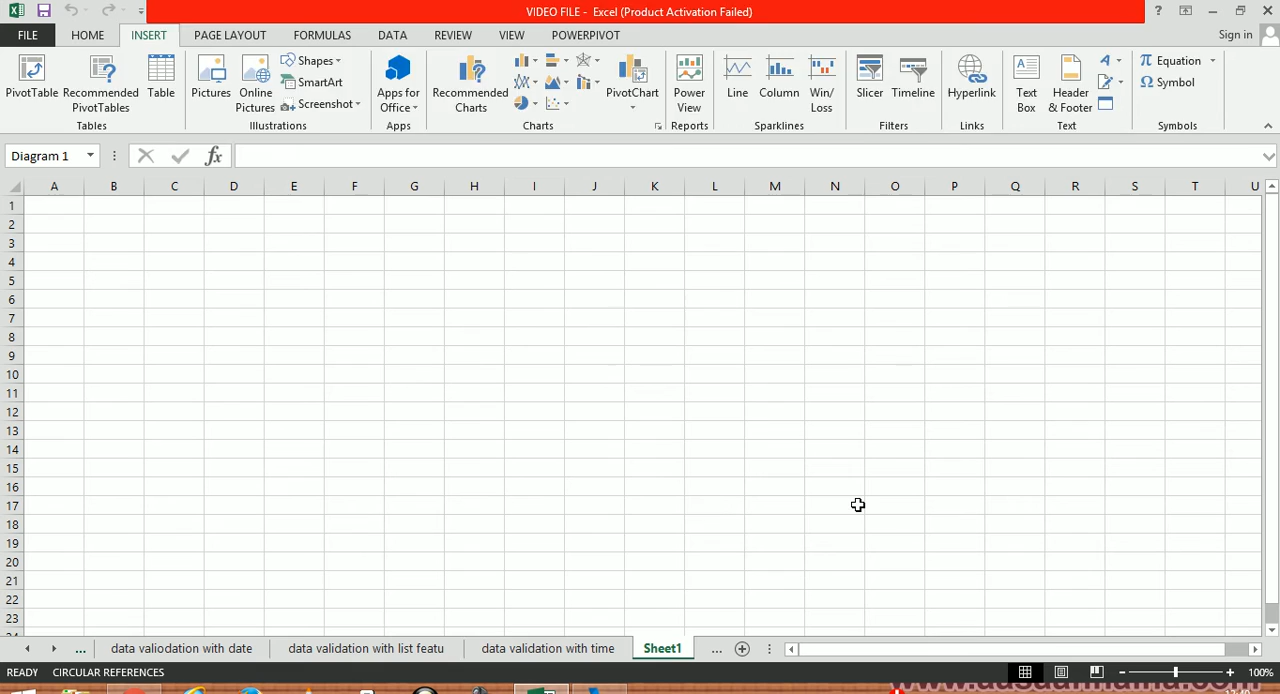 VIDEO FILE - Excel (Product Activation Failed)
FILE HOME INSERT PAGE LAYOUT FORMULAS DATA REVIEW VIEW POWERPIVOT Sign in
PivotTable
Recommended
PivotTables
Table
Tables
Pictures
Online
Pictures
Shapes
SmartArt
Screenshot
Illustrations
Apps for
Office
Apps
Recommended
Charts
PivotChart
Charts
Power
View
Reports
Line
Column
Win/
Loss
Sparklines
Slicer
Timeline
Filters
Hyperlink
Links
Text
Box
Header
& Footer
Text
Equation
Symbol
Symbols
Diagram 1
fx
A B C D E F G H I J K L M N O P Q R S T U
1
2
3
4
5
6
7
8
9
10
11
12
13
14
15
16
17
18
19
20
21
22
23
... data valiodation with date data validation with list featu data validation with time Sheet1 ...
READY CIRCULAR REFERENCES 100%